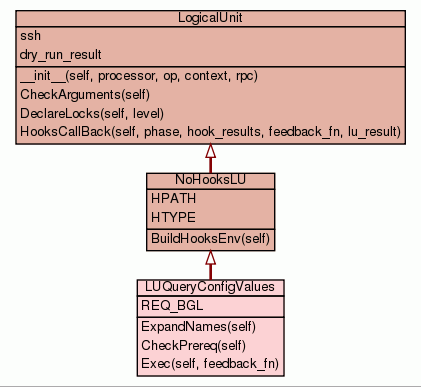 LogicalUnit
ssh
dry_run_result
__init__(self, processor, op, context, rpc)
CheckArguments(self)
DeclareLocks(self, level)
HooksCallBack(self, phase, hook_results, feedback_fn, lu_result)
NoHooksLU
HPATH
HTYPE
BuildHooksEnv(self)
LUQueryConfigValues
REQ_BGL
ExpandNames(self)
CheckPrereq(self)
Exec(self, feedback_fn)